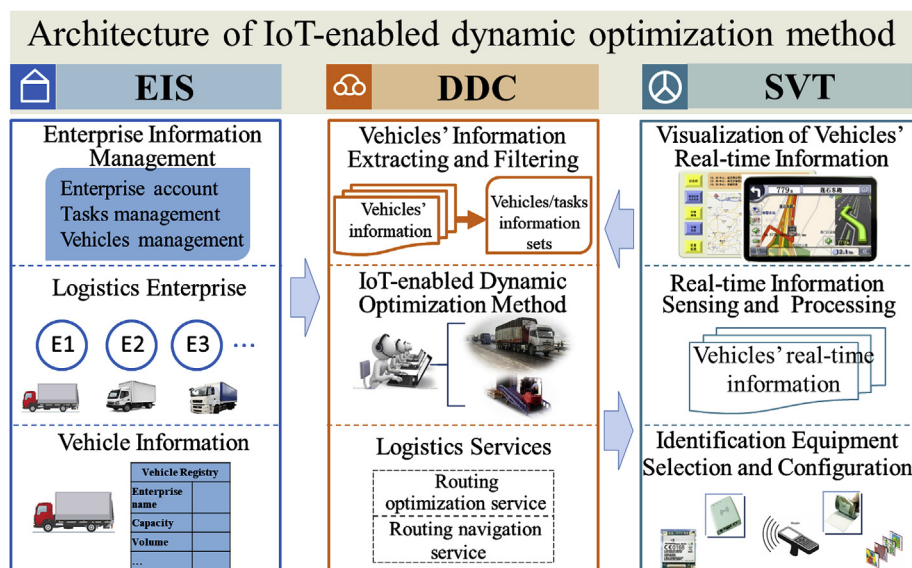 Architecture of IoT-enabled dynamic optimization method
EIS
Enterprise Information
Management
Enterprise account
Tasks management
Vehicles management
Logistics Enterprise
E1 E2 E3 ...
Vehicle Information
Vehicle Registry
Enterprise
name
Capacity
Volume
...
DDC
Vehicles' Information
Extracting and Filtering
Vehicles'
information
Vehicles/tasks
information
sets
IoT-enabled Dynamic
Optimization Method
Logistics Services
Routing
optimization service
Routing navigation
service
SVT
Visualization of Vehicles'
Real-time Information
779
Real-time Information
Sensing and Processing
Vehicles' real-time
information
Identification Equipment
Selection and Configuration